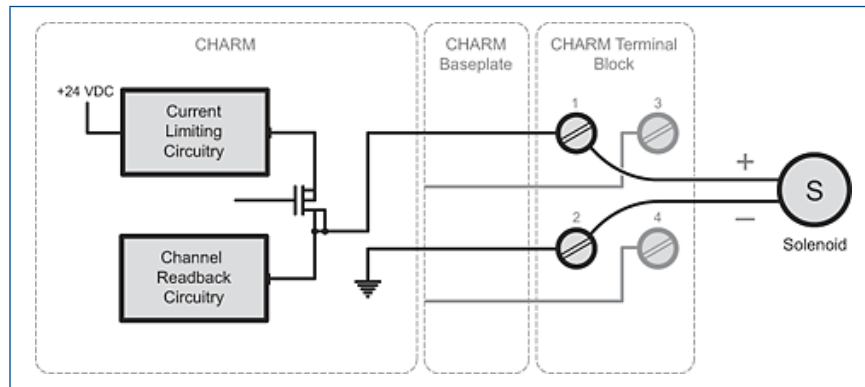 CHARM
CHARM
Baseplate
CHARM Terminal
Block
+24 VDC
Current
Limiting
Circuitry
Channel
Readback
Circuitry
1
3
2
4
+
−
S
Solenoid